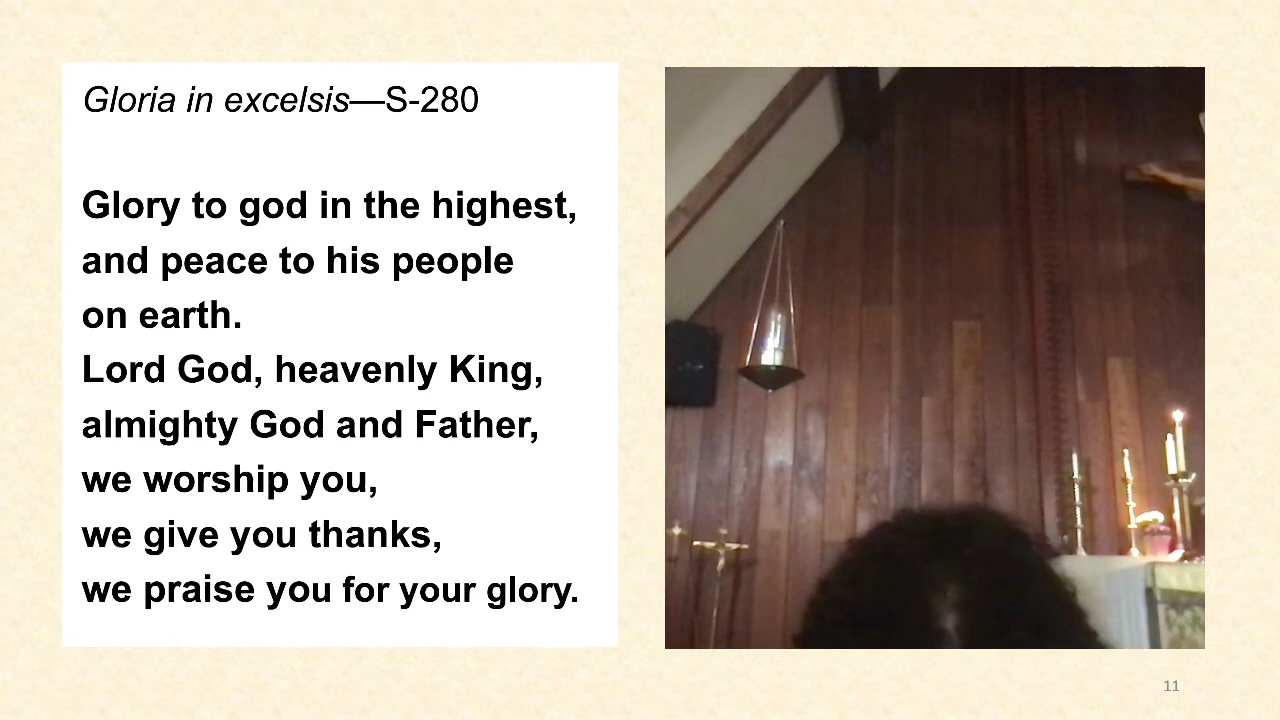 Gloria in excelsis—S-280
Glory to god in the highest,
and peace to his people
on earth.
Lord God, heavenly King,
almighty God and Father,
we worship you,
we give you thanks,
we praise you for your glory.
11